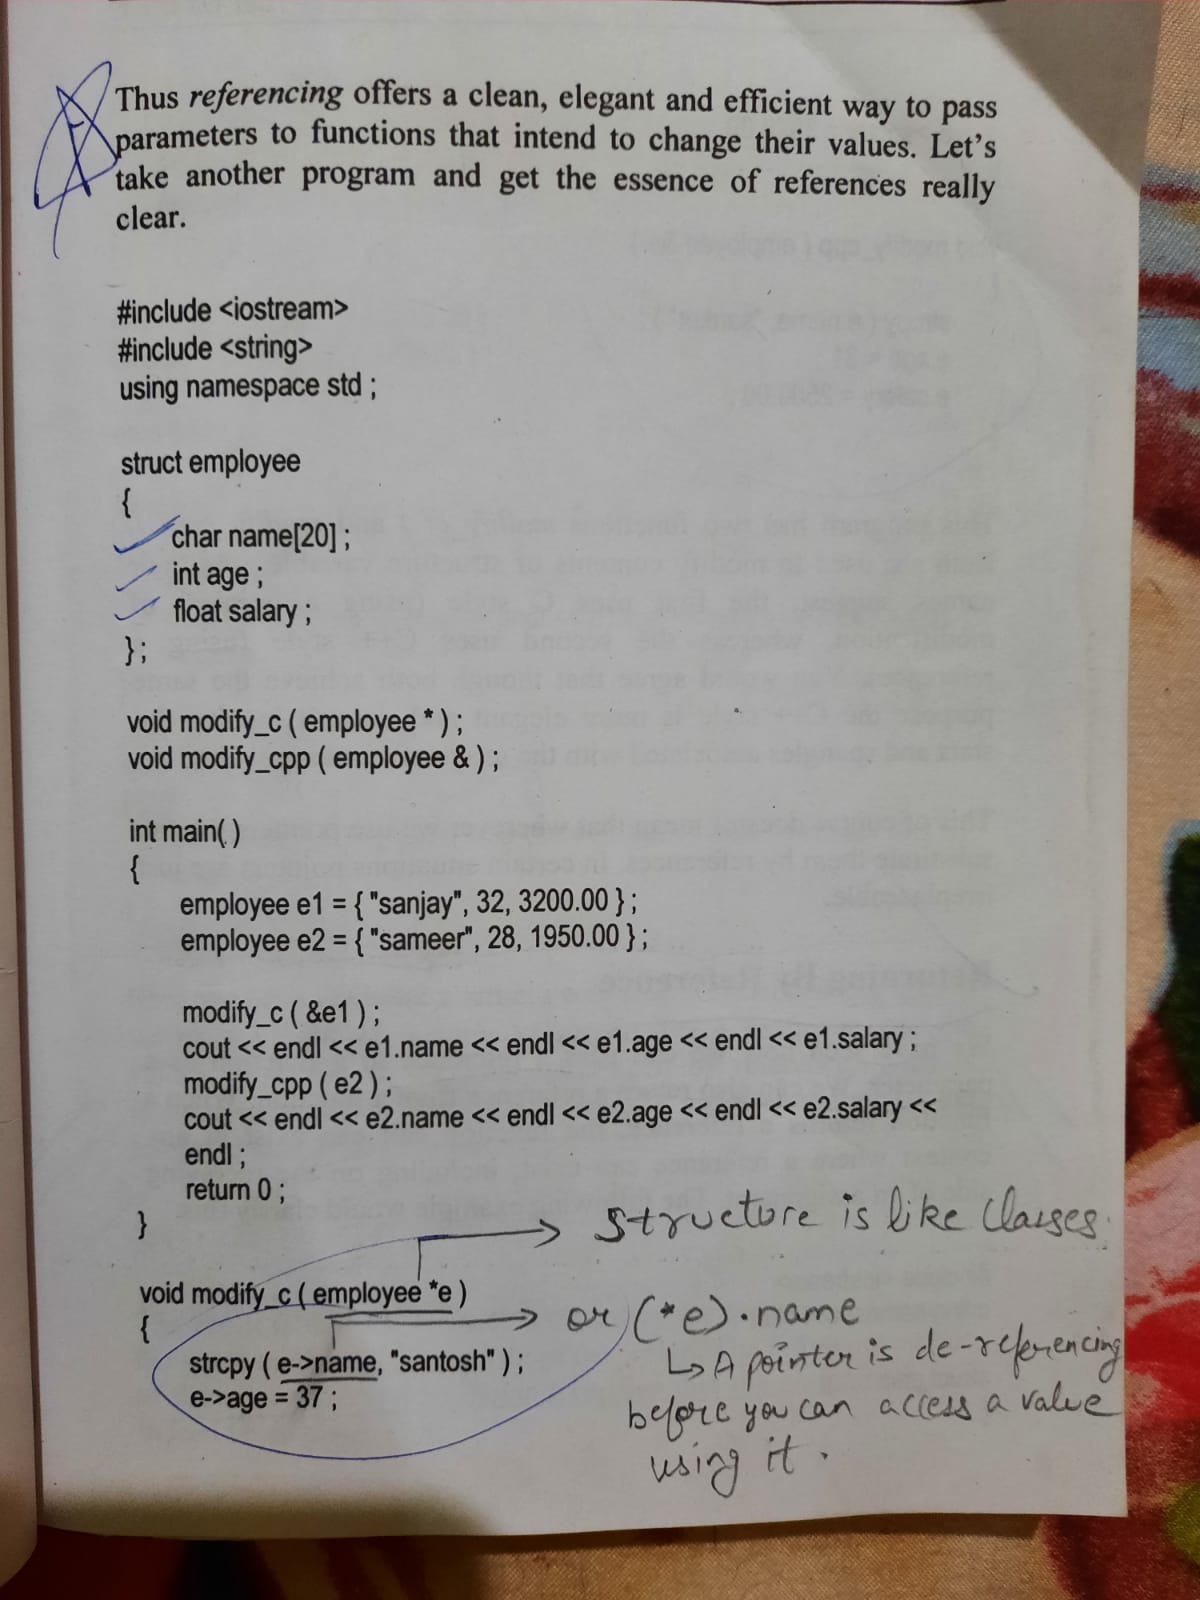 Thus referencing offers a clean, elegant and efficient way to pass
parameters to functions that intend to change their values. Let's
take another program and get the essence of references really
clear.
#include <iostream>
#include <string>
using namespace std ;
struct employee
{
char name[20] ;
int age ;
float salary ;
};
void modify_c ( employee * ) ;
void modify_cpp ( employee & ) ;
int main( )
{
employee e1 = { "sanjay", 32, 3200.00 } ;
employee e2 = { "sameer", 28, 1950.00 } ;
modify_c ( &e1 ) ;
cout << endl << e1.name << endl << e1.age << endl << e1.salary ;
modify_cpp ( e2 ) ;
cout << endl << e2.name << endl << e2.age << endl << e2.salary <<
endl ;
return 0 ;
}
Structure is like Classes.
void modify_c ( employee *e )
{
or (*e).name
strcpy ( e->name, "santosh" ) ;
A pointer is de-referencing
e->age = 37 ;
before you can access a value
using it .